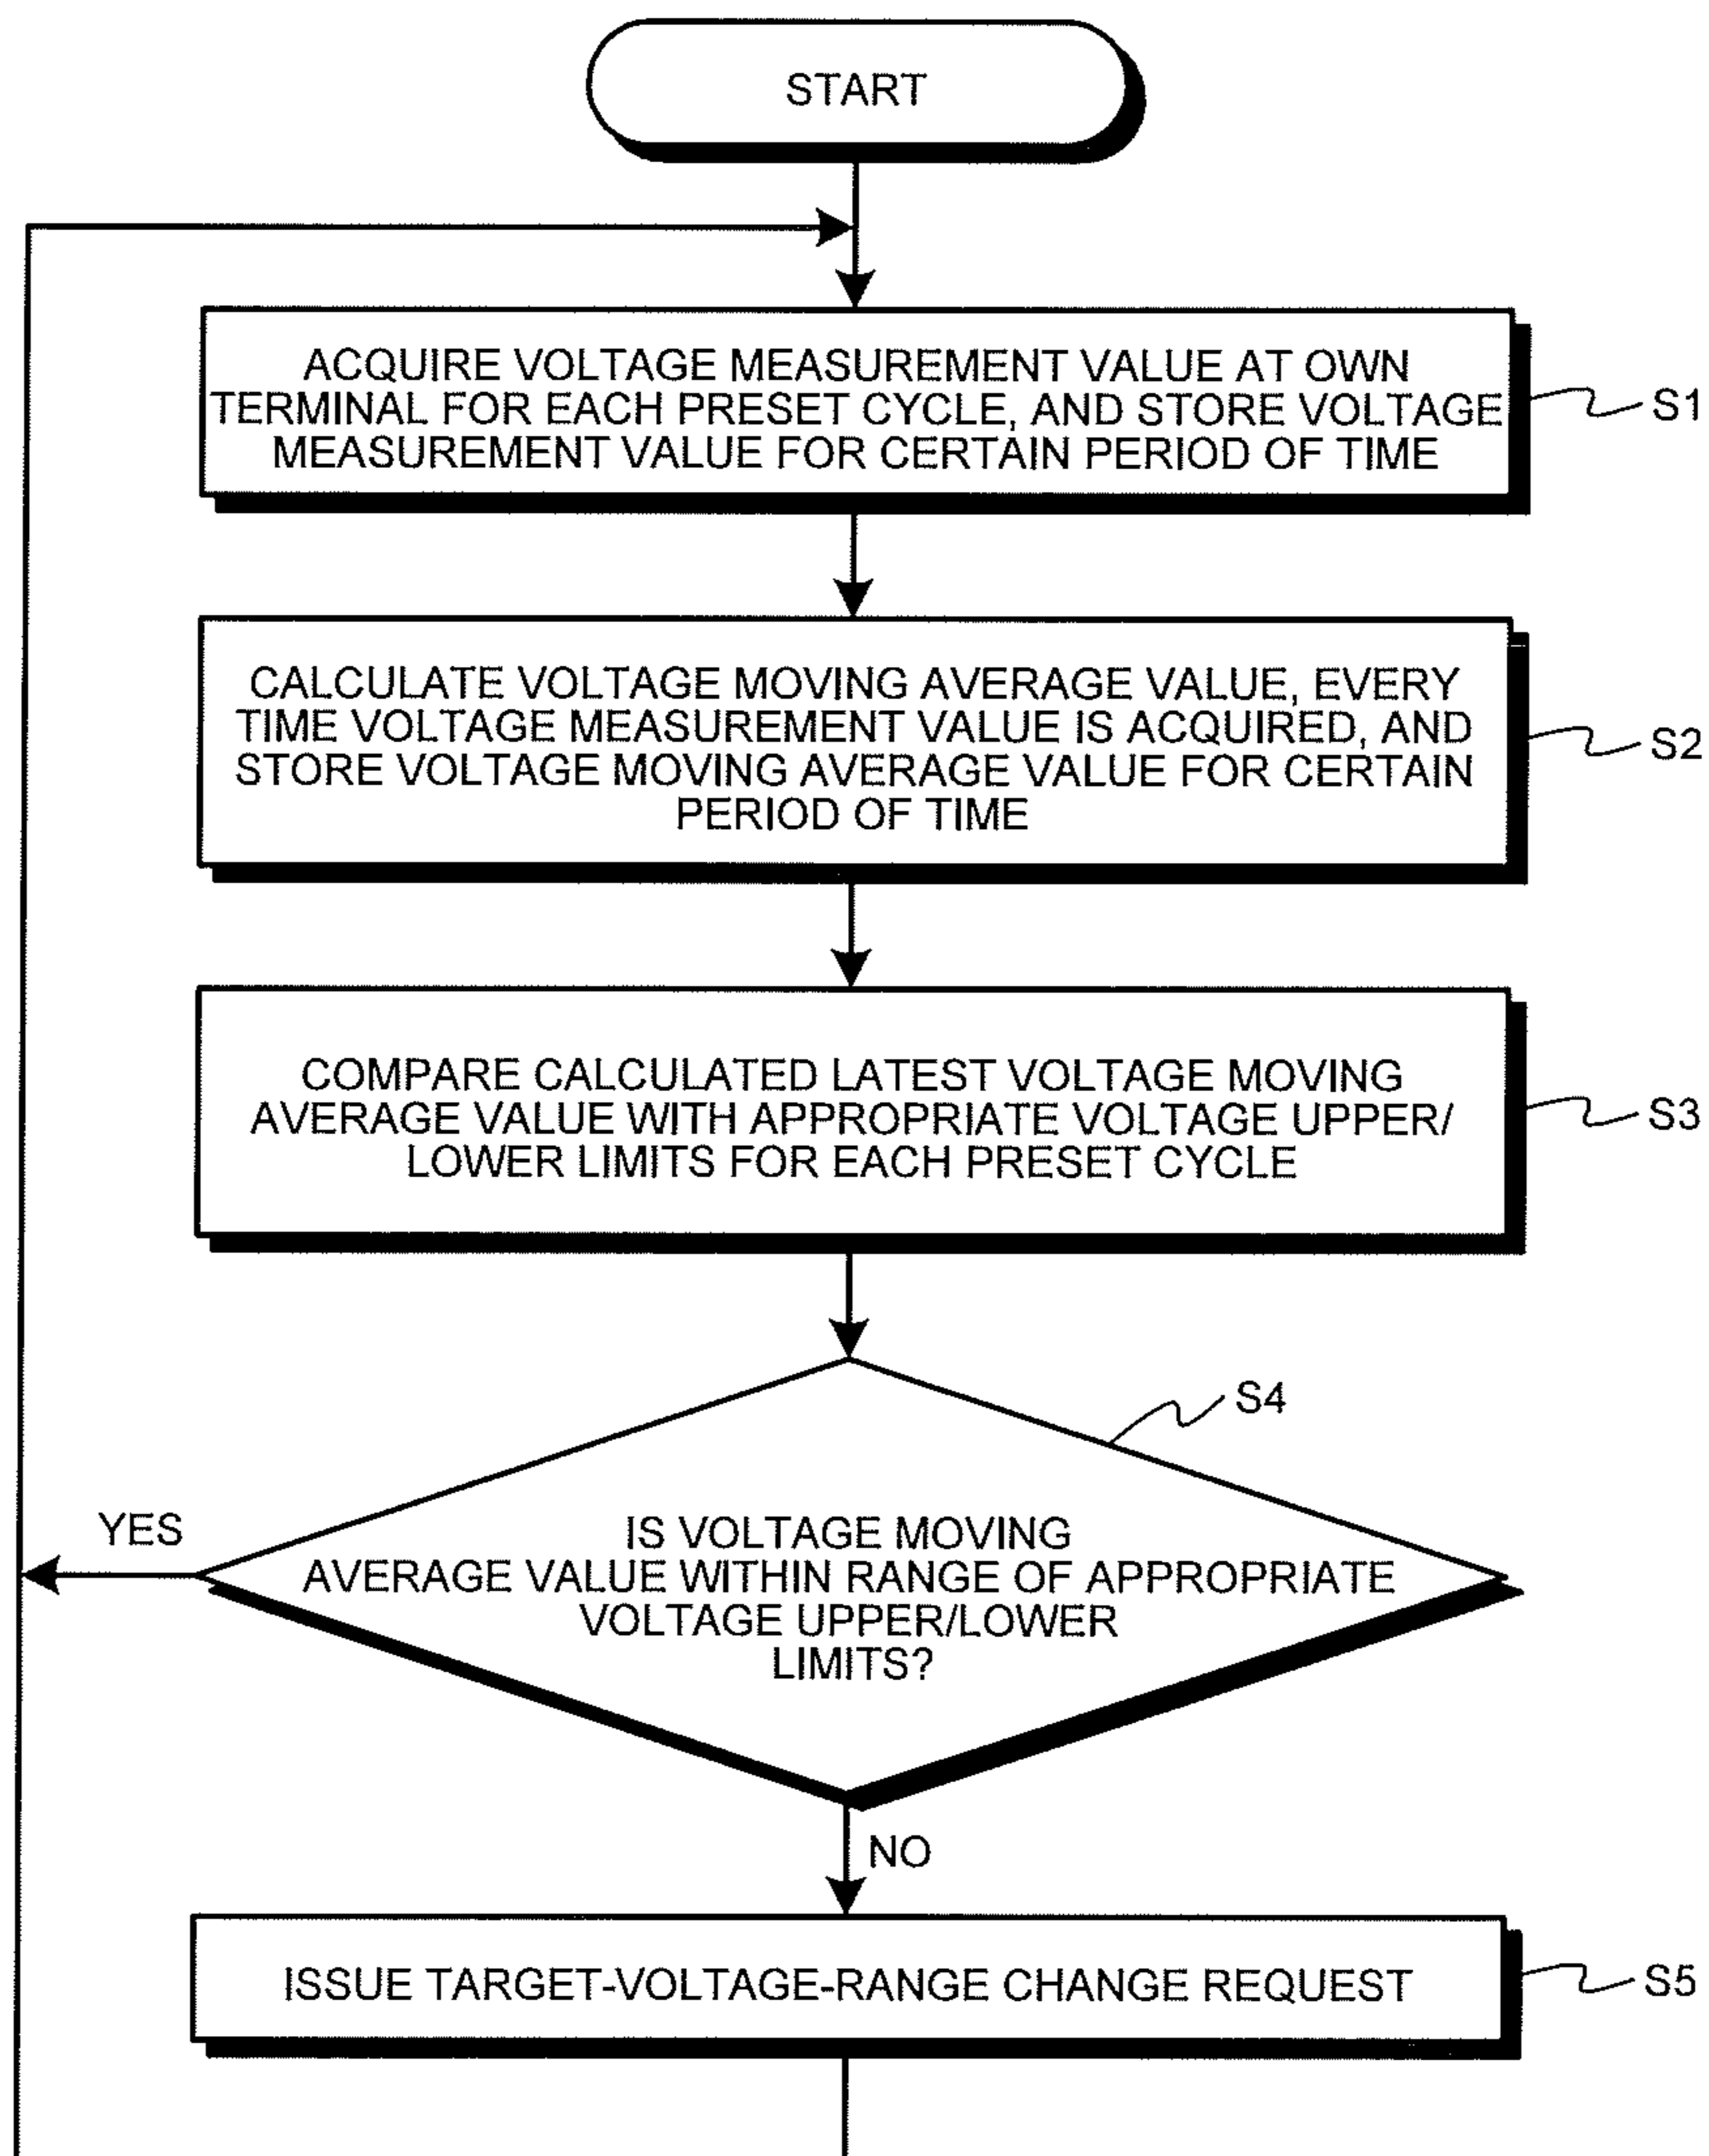 START
ACQUIRE VOLTAGE MEASUREMENT VALUE AT OWN
TERMINAL FOR EACH PRESET CYCLE, AND STORE VOLTAGE
MEASUREMENT VALUE FOR CERTAIN PERIOD OF TIME
S1
CALCULATE VOLTAGE MOVING AVERAGE VALUE, EVERY
TIME VOLTAGE MEASUREMENT VALUE IS ACQUIRED, AND
STORE VOLTAGE MOVING AVERAGE VALUE FOR CERTAIN
PERIOD OF TIME
S2
COMPARE CALCULATED LATEST VOLTAGE MOVING
AVERAGE VALUE WITH APPROPRIATE VOLTAGE UPPER/
LOWER LIMITS FOR EACH PRESET CYCLE
S3
S4
YES
IS VOLTAGE MOVING
AVERAGE VALUE WITHIN RANGE OF APPROPRIATE
VOLTAGE UPPER/LOWER
LIMITS?
NO
ISSUE TARGET-VOLTAGE-RANGE CHANGE REQUEST
S5